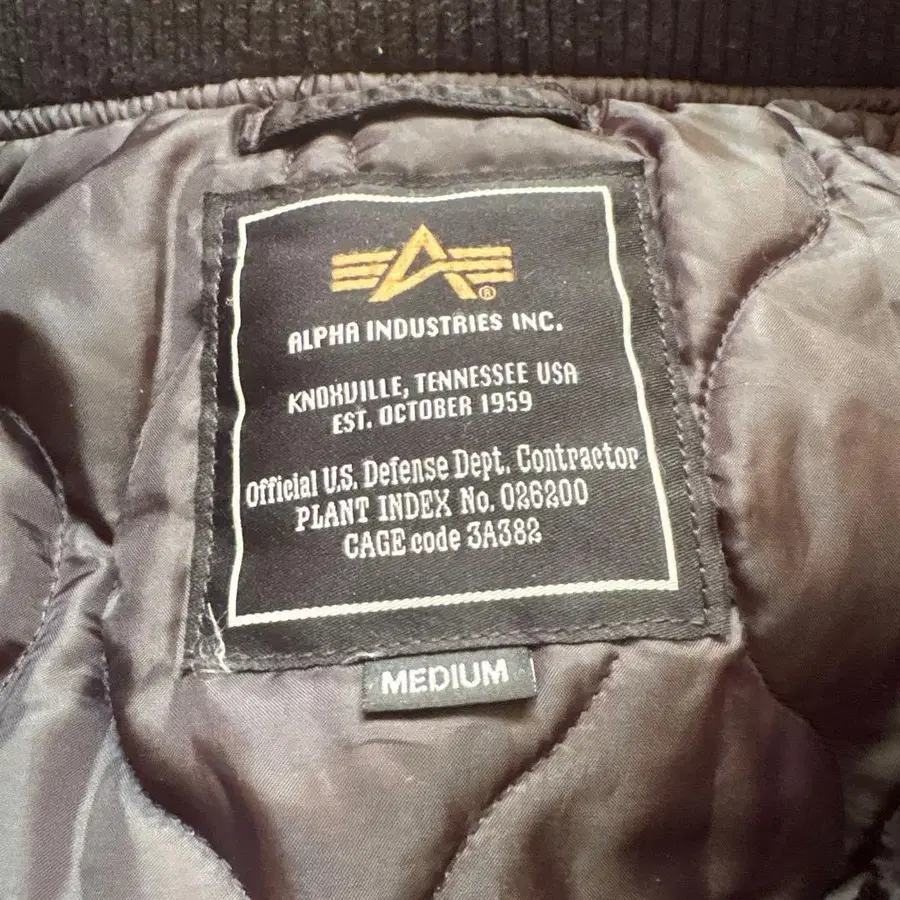 ®
ALPHA INDUSTRIES INC.
KNOXVILLE, TENNESSEE USA
EST. OCTOBER 1959
Official U.S. Defense Dept. Contractor
PLANT INDEX No. 026200
CAGE code 3A382
MEDIUM